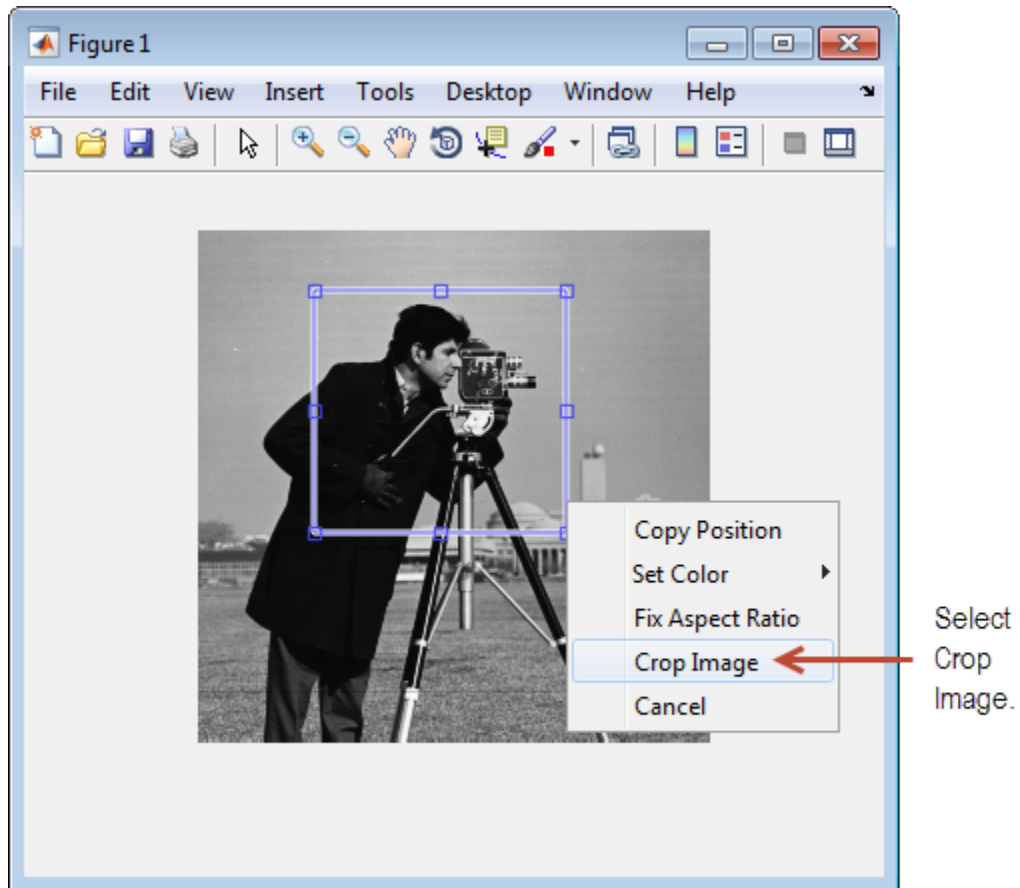 Figure 1
File Edit View Insert Tools Desktop Window Help
Copy Position
Set Color
Fix Aspect Ratio
Crop Image
Cancel
Select
Crop
Image.